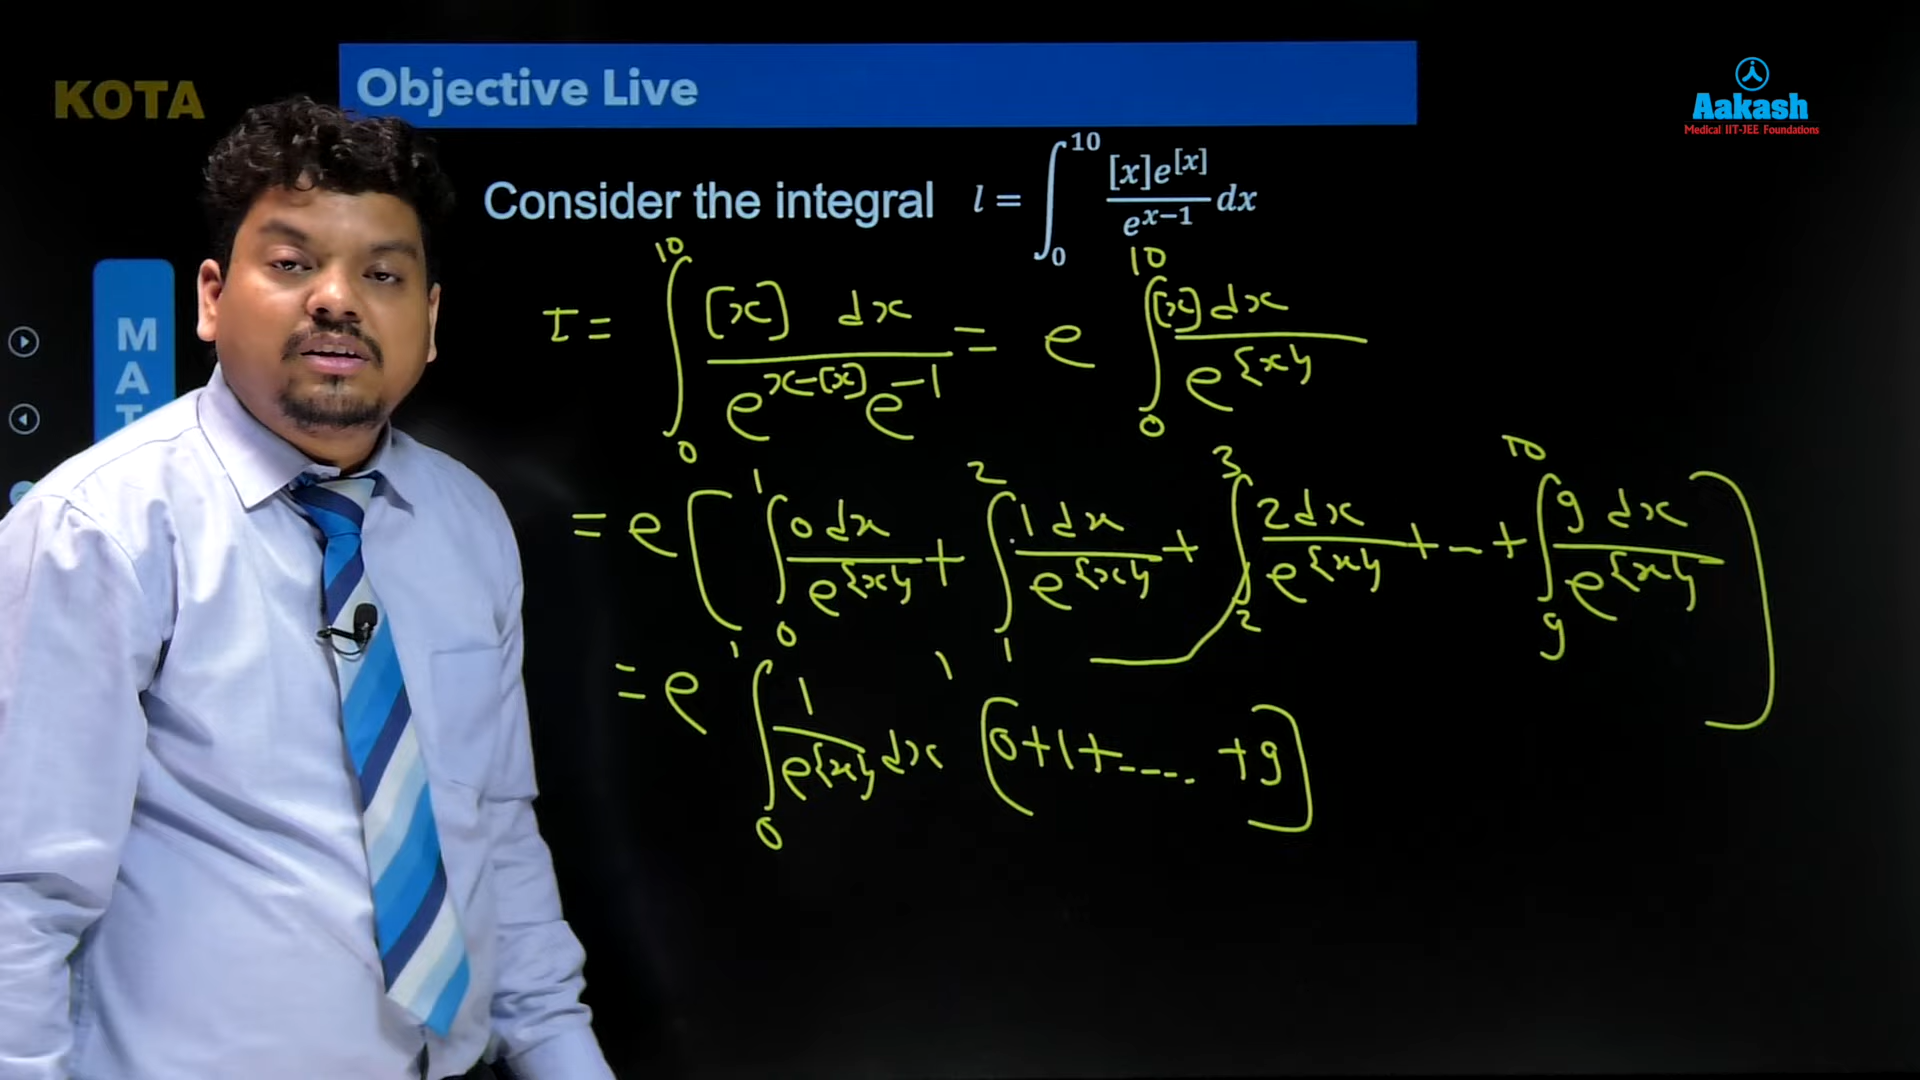 KOTA
Objective Live
Aakash
Medical IIT-JEE Foundations
Consider the integral l = ∫₀¹⁰ [x]e^[x] / e^(x−1) dx
M
A
T
I = ∫₀¹⁰ [x] dx / e^(x−[x]) e^−1 = e ∫₀¹⁰ [x] dx / e^{x}
= e [ ∫₀¹ 0 dx / e^{x} + ∫₁² 1 dx / e^{x} + ∫₂³ 2 dx / e^{x} + -- + ∫₉¹⁰ 9 dx / e^{x} ]
= e ∫₀¹ 1 / e^{x} dx [0+1+---- +9]